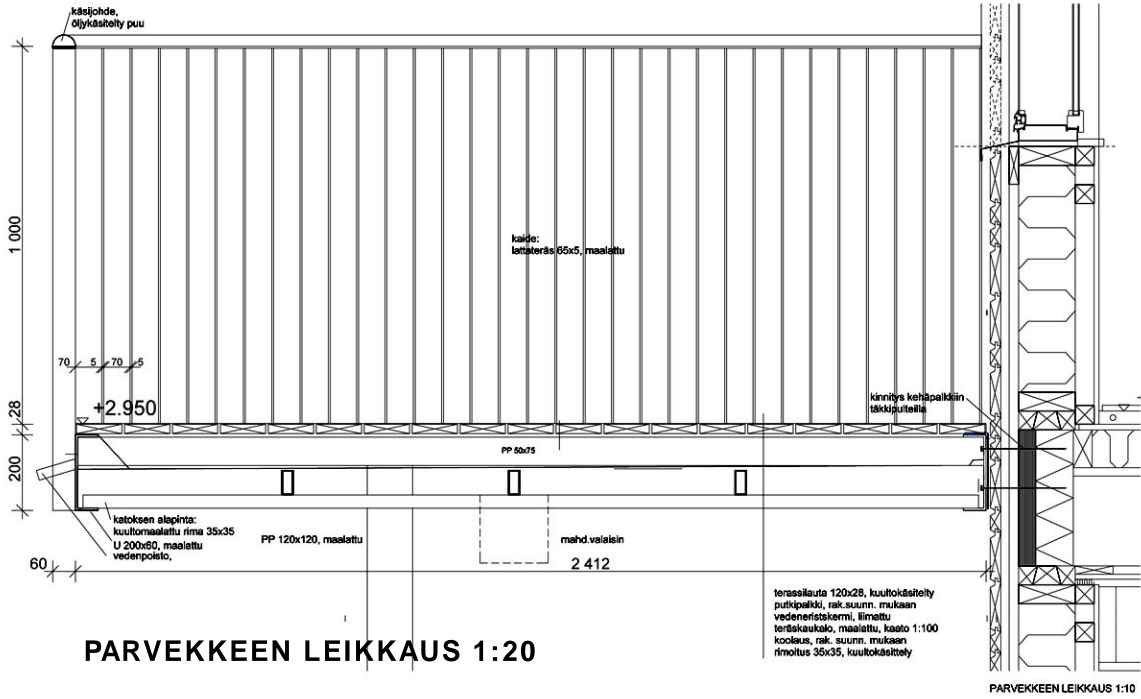 käsijohde,
öljykäsitelty puu
1 000
kaide:
lattateräs 65x5, maalattu
70 5 70 5
+2.950
28
200
kinnitys kehäpalkkiin
täkkipulteilla
PP 50x75
katoksen alapinta:
kuultomaalattu rima 35x35
U 200x60, maalattu
vedenpoisto,
PP 120x120, maalattu
mahd.valaisin
60
2 412
terassilauta 120x28, kuultokäsitelty
putkipalkki, rak.suunn. mukaan
vedeneristskermi, liimattu
teräskaukalo, maalattu, kaato 1:100
koolaus, rak. suunn. mukaan
rimoitus 35x35, kuultokäsittely
PARVEKKEEN LEIKKAUS 1:20
PARVEKKEEN LEIKKAUS 1:10